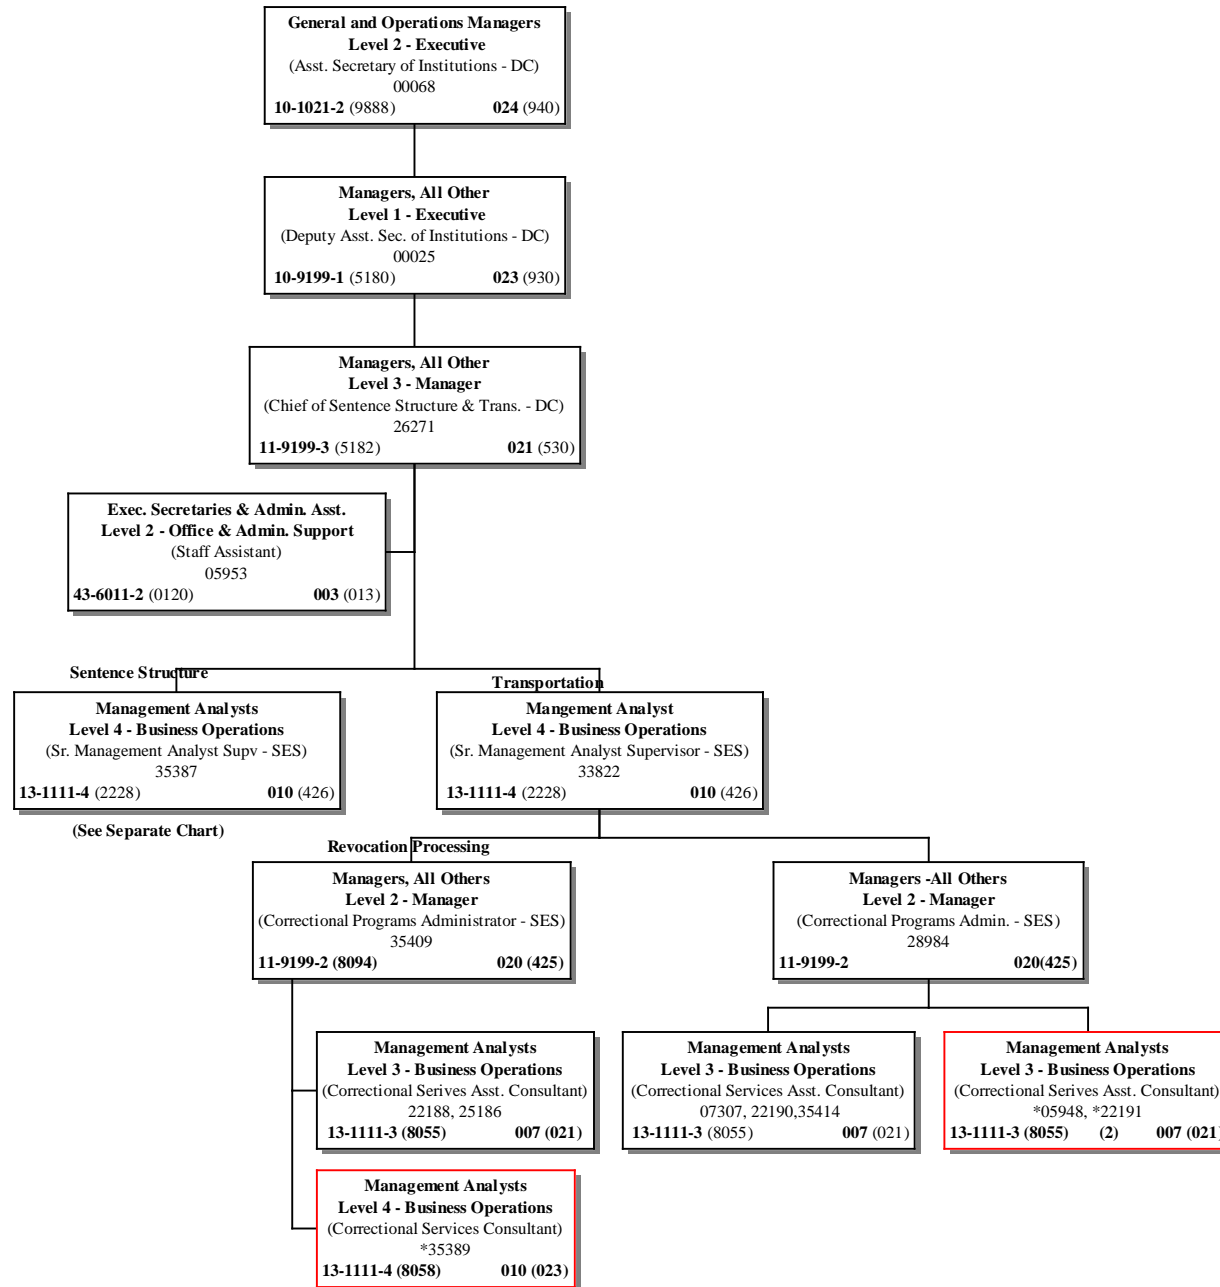 General and Operations Managers
Level 2 - Executive
(Asst. Secretary of Institutions - DC)
00068
10-1021-2 (9888) 024 (940)
Managers, All Other
Level 1 - Executive
(Deputy Asst. Sec. of Institutions - DC)
00025
10-9199-1 (5180) 023 (930)
Managers, All Other
Level 3 - Manager
(Chief of Sentence Structure & Trans. - DC)
26271
11-9199-3 (5182) 021 (530)
Exec. Secretaries & Admin. Asst.
Level 2 - Office & Admin. Support
(Staff Assistant)
05953
43-6011-2 (0120) 003 (013)
Sentence Structure
Management Analysts
Level 4 - Business Operations
(Sr. Management Analyst Supv - SES)
35387
13-1111-4 (2228) 010 (426)
(See Separate Chart)
Transportation
Mangement Analyst
Level 4 - Business Operations
(Sr. Management Analyst Supervisor - SES)
33822
13-1111-4 (2228) 010 (426)
Revocation Processing
Managers, All Others
Level 2 - Manager
(Correctional Programs Administrator - SES)
35409
11-9199-2 (8094) 020 (425)
Managers -All Others
Level 2 - Manager
(Correctional Programs Admin. - SES)
28984
11-9199-2 020(425)
Management Analysts
Level 3 - Business Operations
(Correctional Serives Asst. Consultant)
22188, 25186
13-1111-3 (8055) 007 (021)
Management Analysts
Level 3 - Business Operations
(Correctional Services Asst. Consultant)
07307, 22190,35414
13-1111-3 (8055) 007 (021)
Management Analysts
Level 3 - Business Operations
(Correctional Serives Asst. Consultant)
*05948, *22191
13-1111-3 (8055) (2) 007 (021)
Management Analysts
Level 4 - Business Operations
(Correctional Services Consultant)
*35389
13-1111-4 (8058) 010 (023)